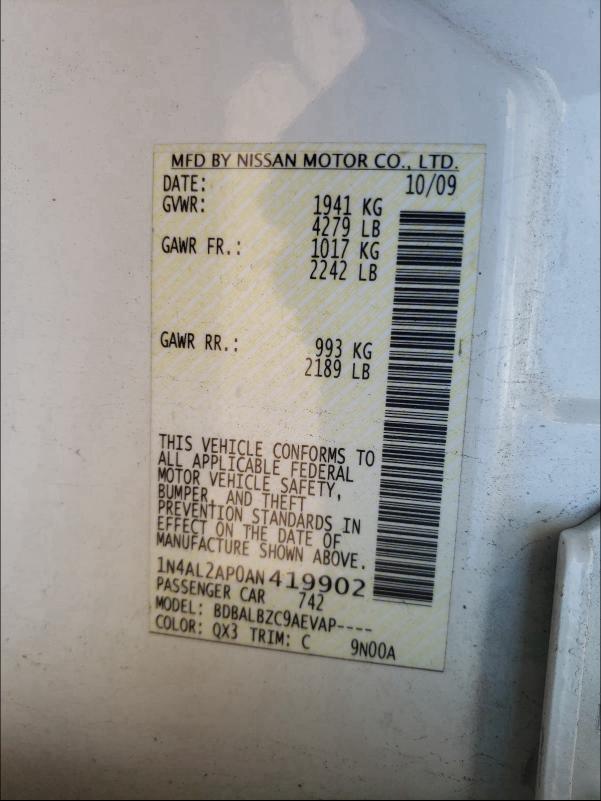 MFD BY NISSAN MOTOR CO., LTD.
DATE: 10/09
GVWR: 1941 KG
4279 LB
GAWR FR.: 1017 KG
2242 LB
GAWR RR.: 993 KG
2189 LB
THIS VEHICLE CONFORMS TO
ALL APPLICABLE FEDERAL
MOTOR VEHICLE SAFETY,
BUMPER, AND THEFT
PREVENTION STANDARDS IN
EFFECT ON THE DATE OF
MANUFACTURE SHOWN ABOVE.
1N4AL2AP0AN419902
PASSENGER CAR 742
MODEL: BDBALBZC9AEVAP----
COLOR: QX3 TRIM: C 9N00A